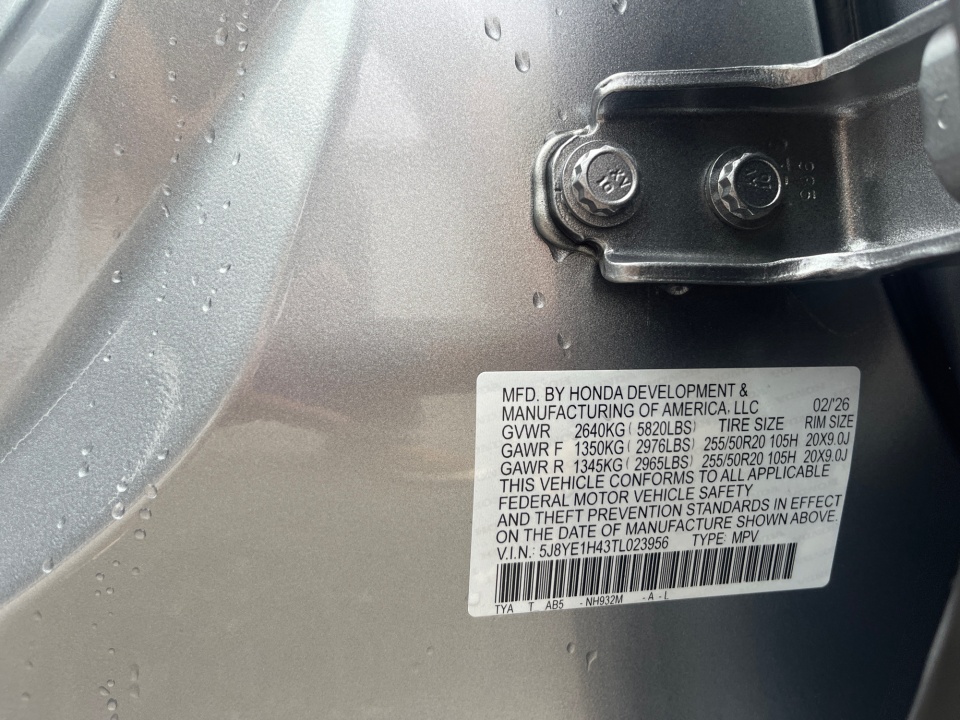 MFD. BY HONDA DEVELOPMENT &
MANUFACTURING OF AMERICA, LLC 02/'26
GVWR 2640KG ( 5820LBS) TIRE SIZE RIM SIZE
GAWR F 1350KG ( 2976LBS) 255/50R20 105H 20X9.0J
GAWR R 1345KG ( 2965LBS) 255/50R20 105H 20X9.0J
THIS VEHICLE CONFORMS TO ALL APPLICABLE
FEDERAL MOTOR VEHICLE SAFETY
AND THEFT PREVENTION STANDARDS IN EFFECT
ON THE DATE OF MANUFACTURE SHOWN ABOVE.
V.I.N.: 5J8YE1H43TL023956 TYPE: MPV
TYA T AB5 -NH932M -A-L